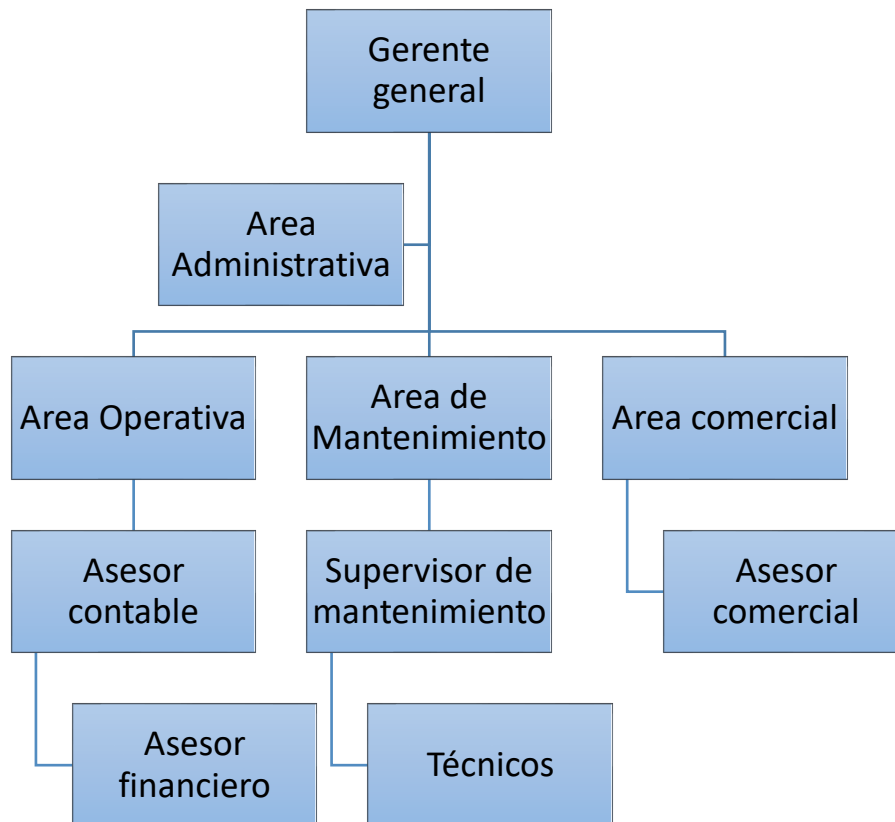 Gerente
general
Area
Administrativa
Area Operativa
Area de
Mantenimiento
Area comercial
Asesor
contable
Supervisor de
mantenimiento
Asesor
comercial
Asesor
financiero
Técnicos